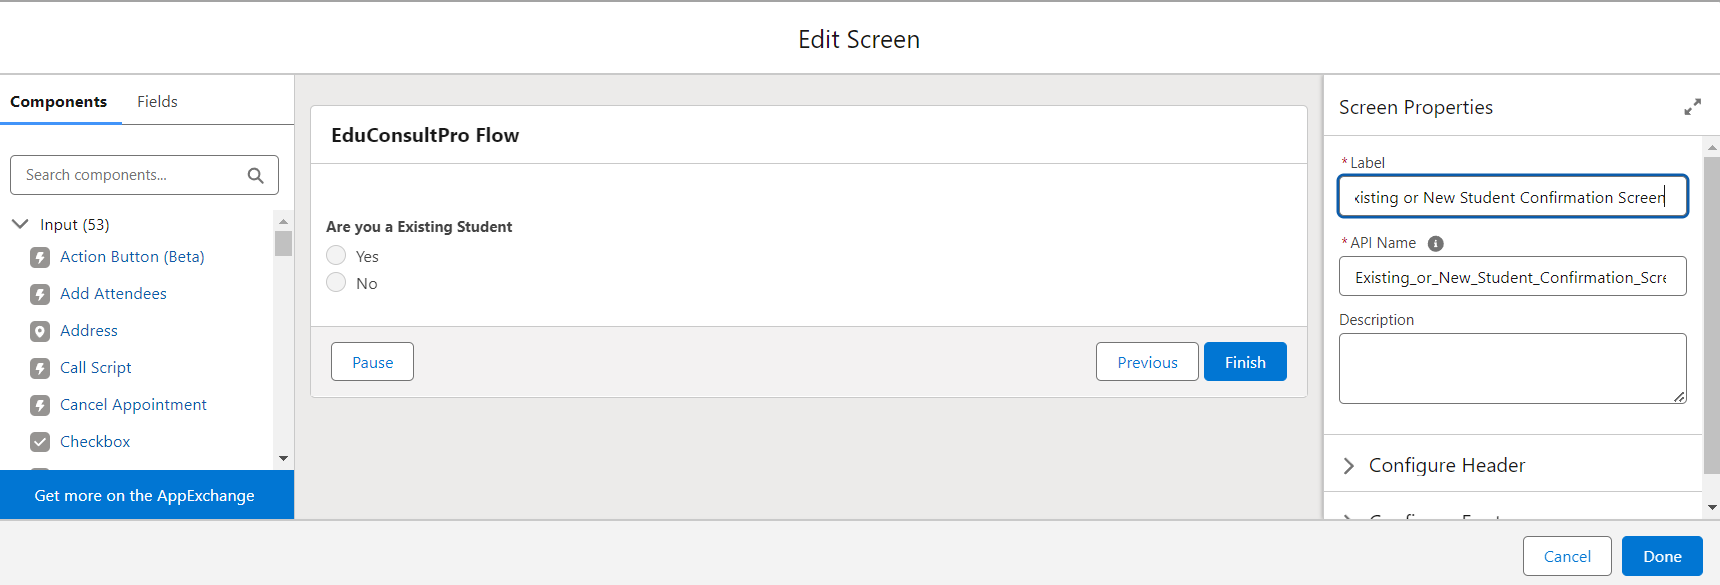 Edit Screen
Components Fields
Search components...
Input (53)
Action Button (Beta)
Add Attendees
Address
Call Script
Cancel Appointment
Checkbox
Get more on the AppExchange
EduConsultPro Flow
Are you a Existing Student
Yes
No
Pause Previous Finish
Screen Properties
* Label
xisting or New Student Confirmation Screen
* API Name
Existing_or_New_Student_Confirmation_Scre
Description
Configure Header
Cancel Done